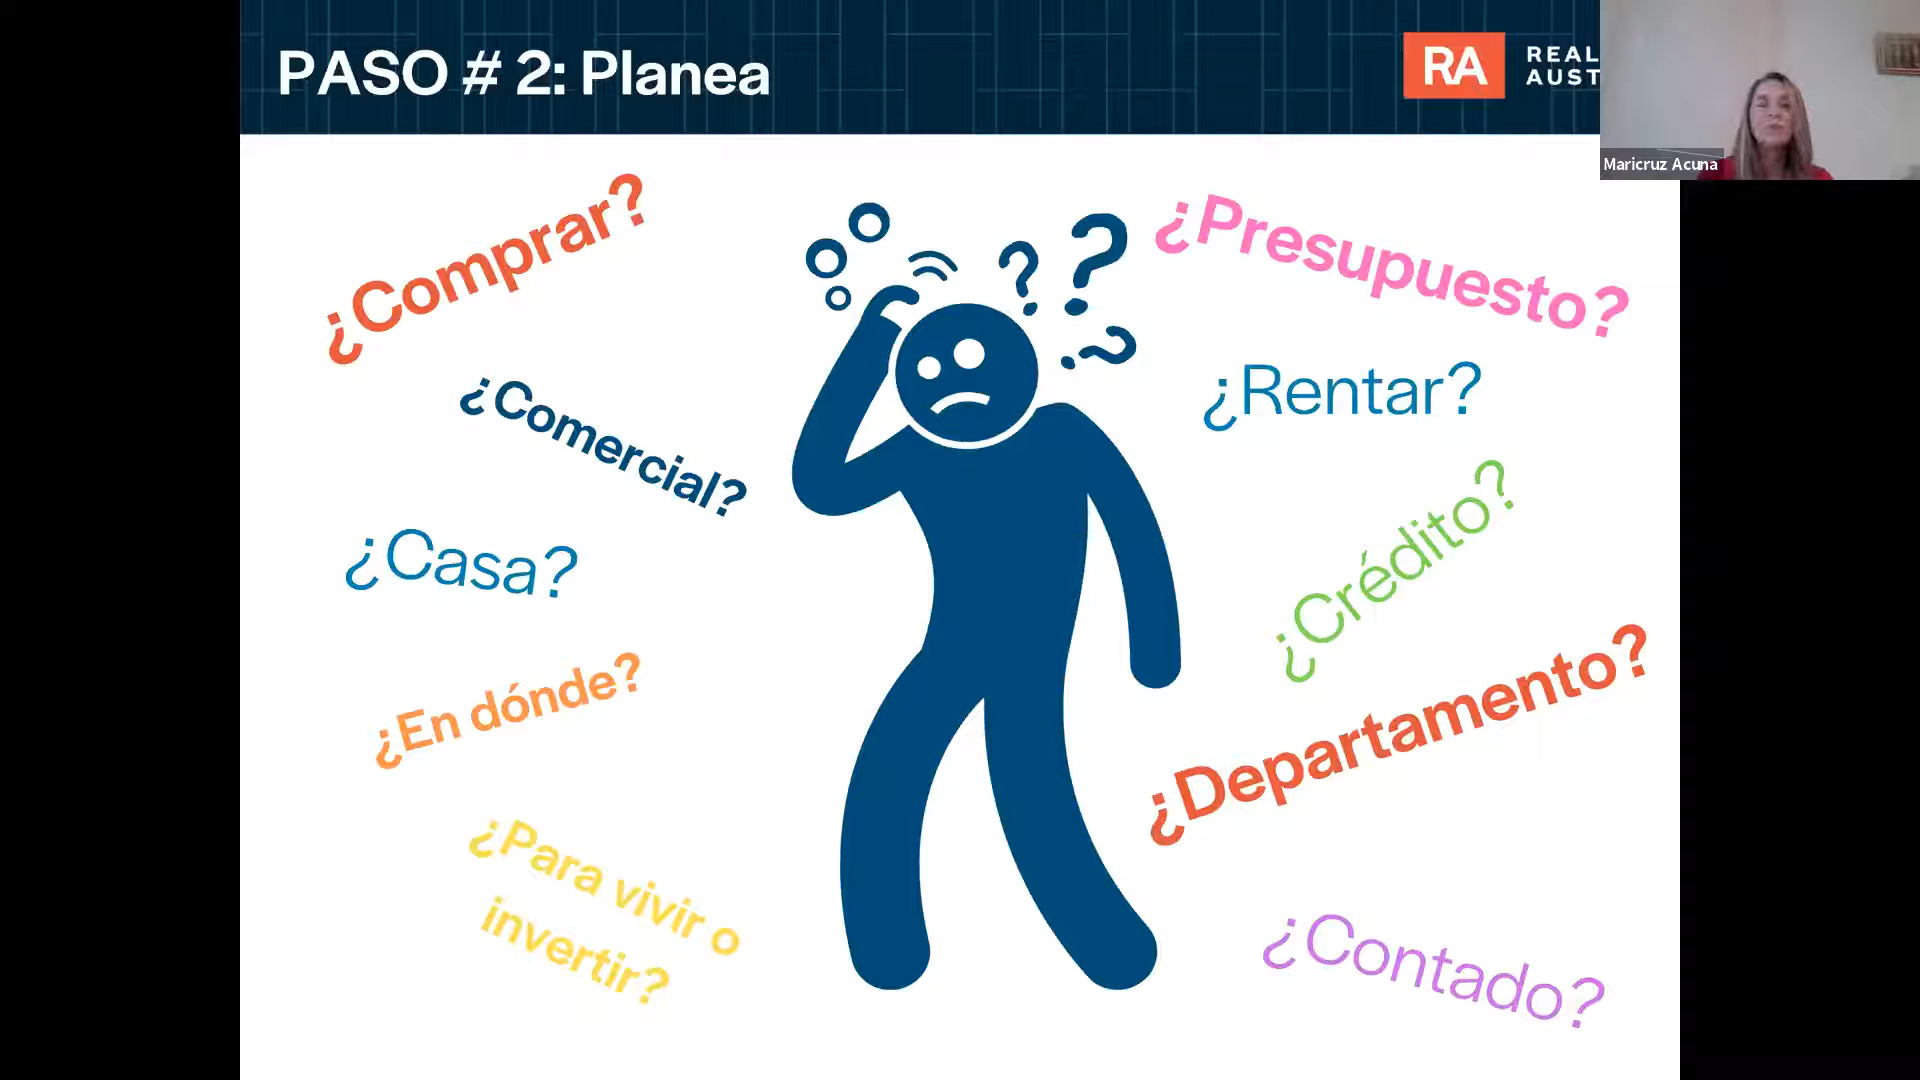 PASO # 2: Planea
RA
REAL
AUST
Maricruz Acuna
¿Comprar?
¿Presupuesto?
¿Comercial?
¿Rentar?
¿Casa?
¿Crédito?
¿En dónde?
¿Departamento?
¿Para vivir o
invertir?
¿Contado?